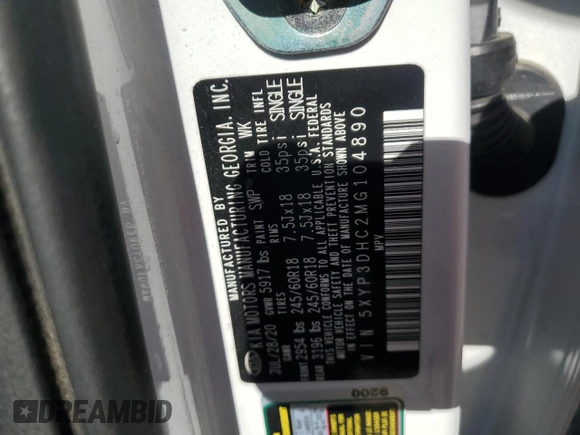 MANUFACTURED BY
KIA MOTORS MANUFACTURING GEORGIA, INC.
JUL/28/20 GVWR 5917 lbs PAINT SWP TRIM WK
GAWR TIRES RIMS COLD TIRE INFL
FRONT 2954 lbs 245/60R18 7.5Jx18 35psi SINGLE
REAR 3196 lbs 245/60R18 7.5Jx18 35psi SINGLE
THIS VEHICLE CONFORMS TO ALL APPLICABLE U.S.A. FEDERAL
MOTOR VEHICLE SAFETY AND THEFT PREVENTION STANDARDS
IN EFFECT ON THE DATE OF MANUFACTURE SHOWN ABOVE
VIN 5XYP3DHC2MG104890
MPV
9200
DREAMBID